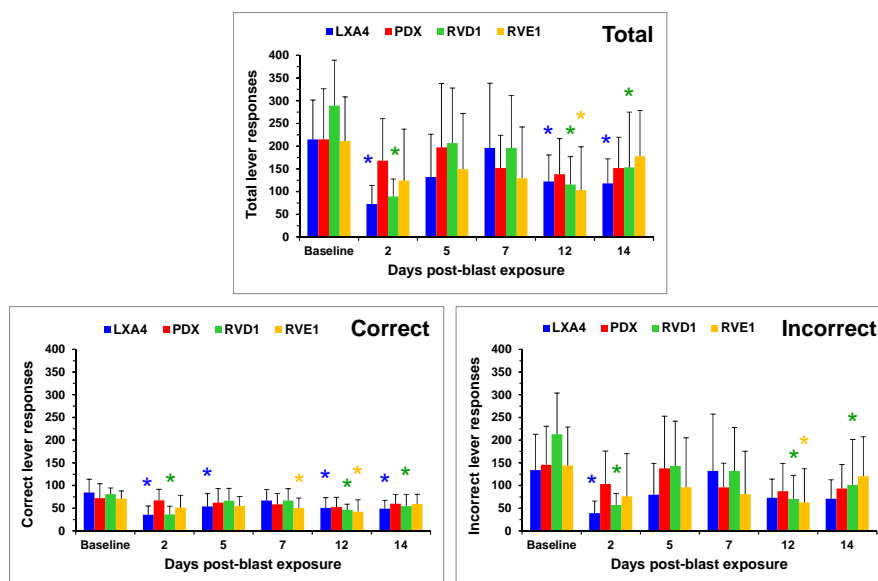 LXA4 PDX RVD1 RVE1 Total
Total lever responses
400
350
300
250
200
150
100
50
0
* * * * * * *
Baseline 2 5 7 12 14
Days post-blast exposure
LXA4 PDX RVD1 RVE1 Correct
Correct lever responses
400
350
300
250
200
150
100
50
0
* * * * * * * * *
Baseline 2 5 7 12 14
Days post-blast exposure
LXA4 PDX RVD1 RVE1 Incorrect
Incorrect lever responses
400
350
300
250
200
150
100
50
0
* * * * *
Baseline 2 5 7 12 14
Days post-blast exposure